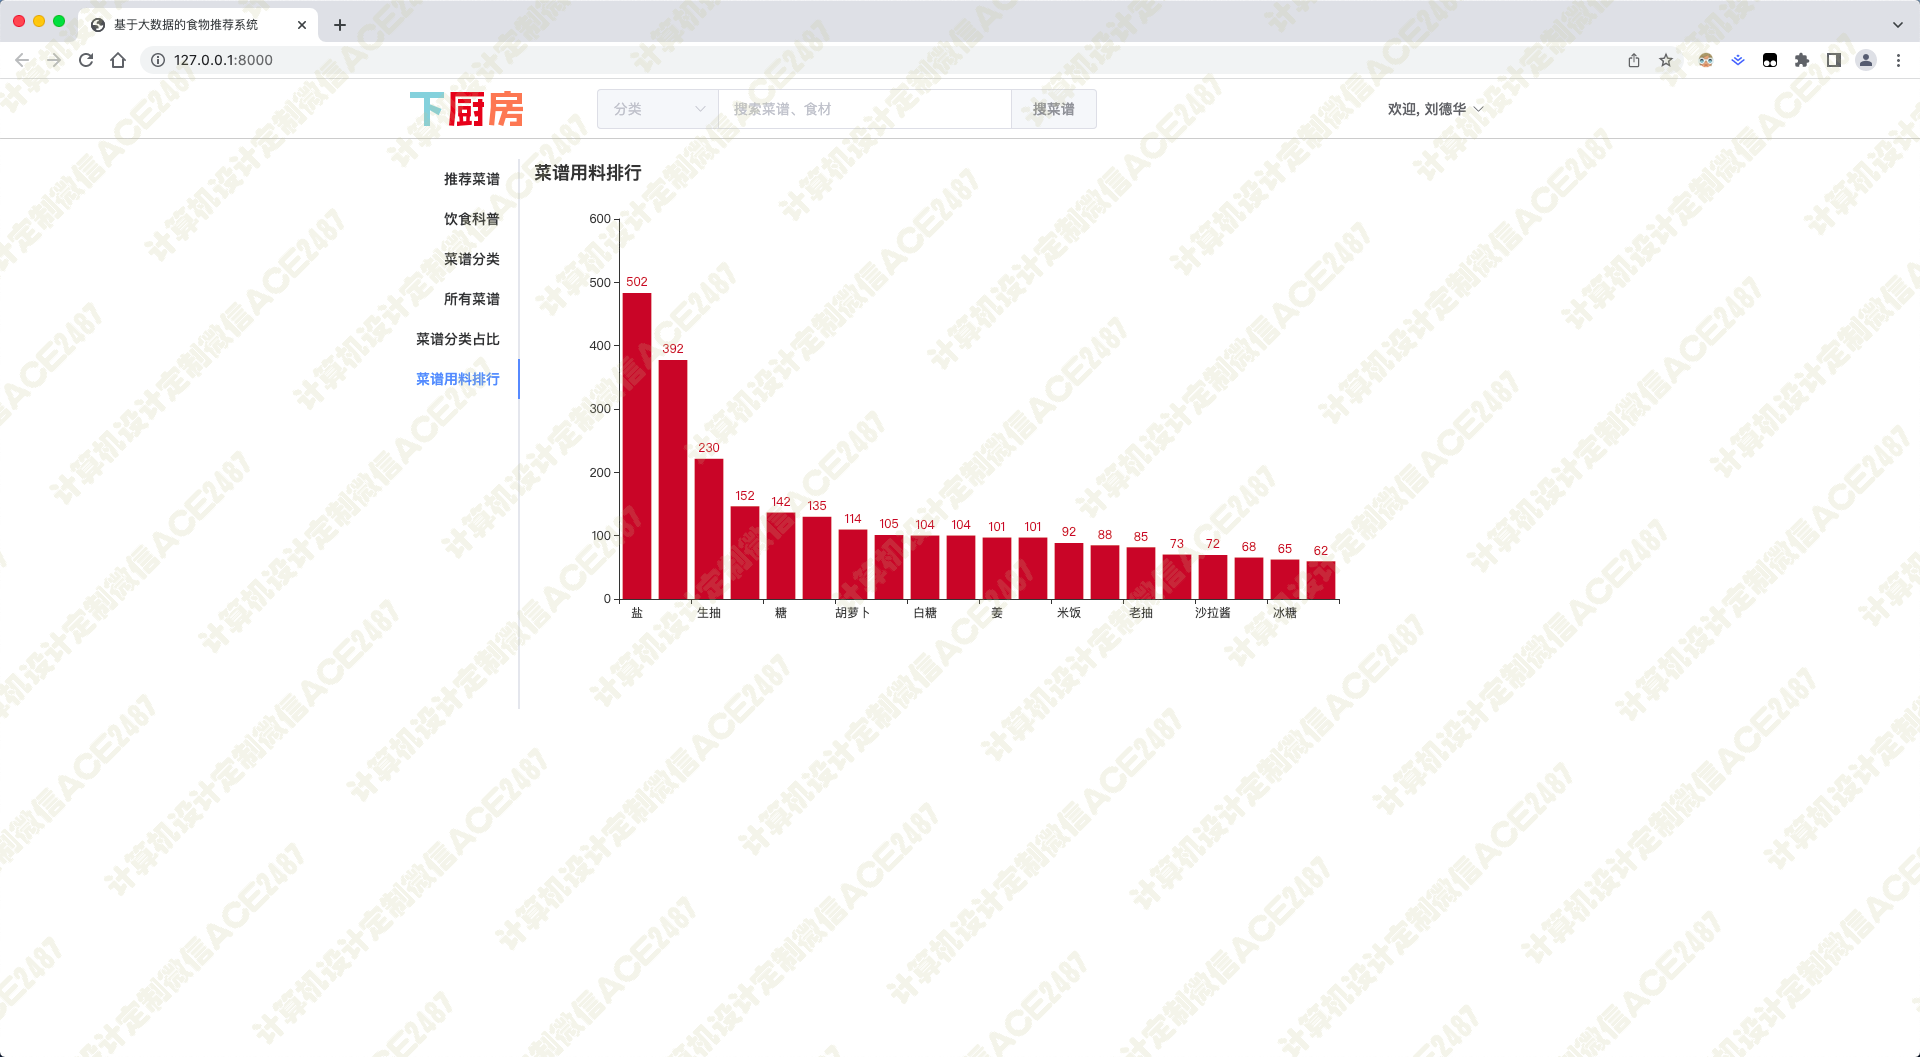 基于大数据的食物推荐系统
127.0.0.1:8000
下厨房
分类
搜索菜谱、食材
搜菜谱
欢迎, 刘德华
推荐菜谱
饮食科普
菜谱分类
所有菜谱
菜谱分类占比
菜谱用料排行
菜谱用料排行
600
500
400
300
200
100
0
502
392
230
152
142
135
114
105
104
104
101
101
92
88
85
73
72
68
65
62
盐
生抽
糖
胡萝卜
白糖
姜
米饭
老抽
沙拉酱
冰糖
计算机设计定制微信ACE2487